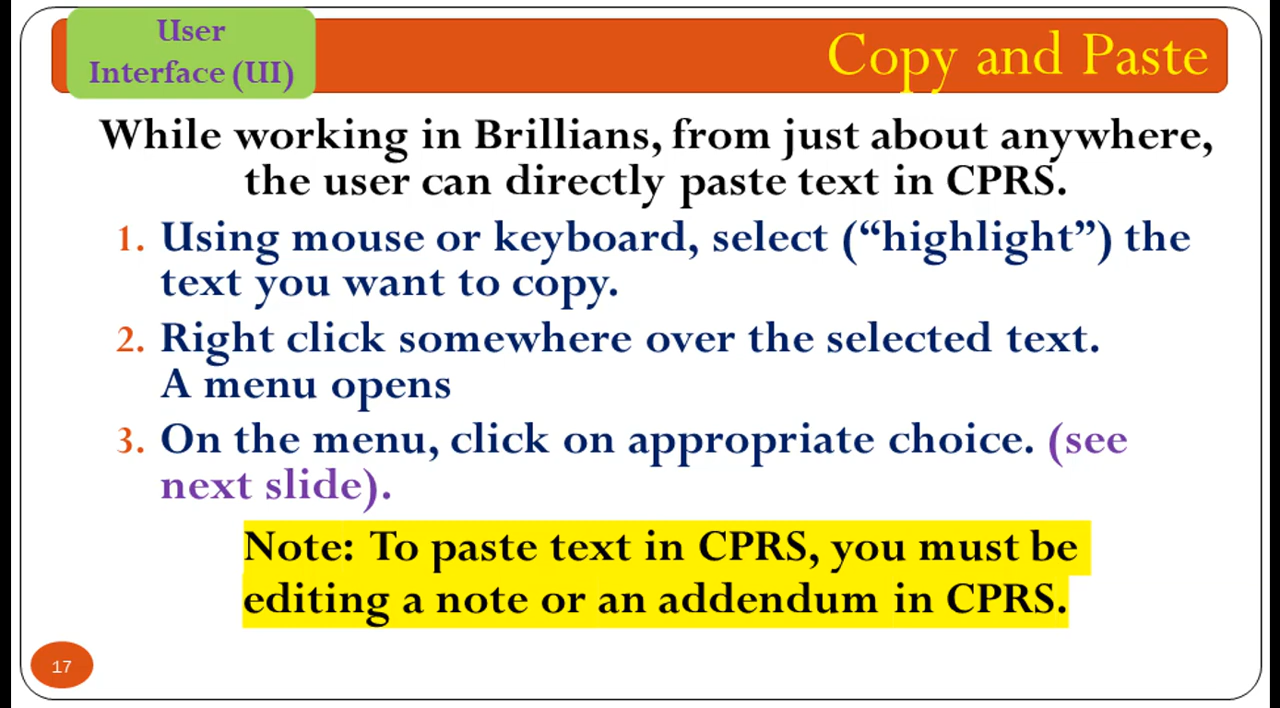 User
Interface (UI)
Copy and Paste
While working in Brillians, from just about anywhere,
the user can directly paste text in CPRS.
1. Using mouse or keyboard, select (“highlight”) the
text you want to copy.
2. Right click somewhere over the selected text.
A menu opens
3. On the menu, click on appropriate choice. (see
next slide).
Note: To paste text in CPRS, you must be
editing a note or an addendum in CPRS.
17